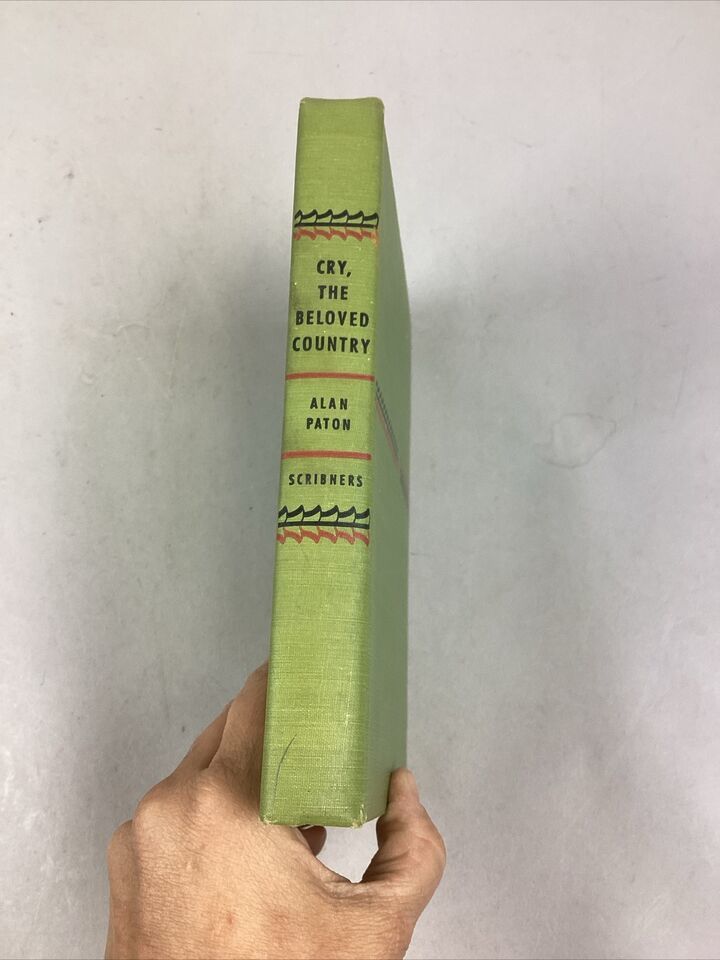 CRY,
THE
BELOVED
COUNTRY
ALAN
PATON
SCRIBNERS